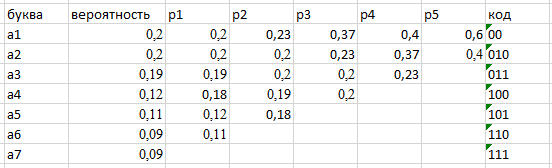 буква вероятность p1 p2 p3 p4 p5 код
a1 0,2 0,2 0,23 0,37 0,4 0,6 00
a2 0,2 0,2 0,2 0,23 0,37 0,4 010
a3 0,19 0,19 0,2 0,2 0,23 011
a4 0,12 0,18 0,19 0,2 100
a5 0,11 0,12 0,18 101
a6 0,09 0,11 110
a7 0,09 111